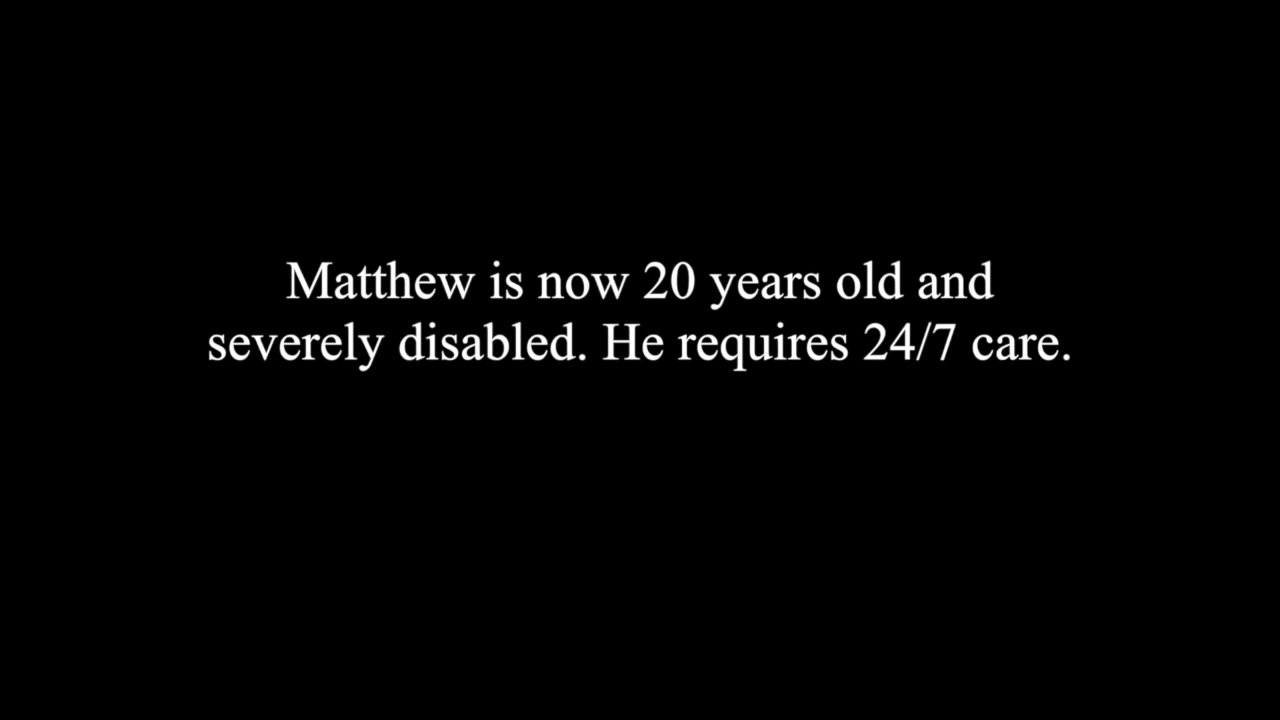 Matthew is now 20 years old and
severely disabled. He requires 24/7 care.